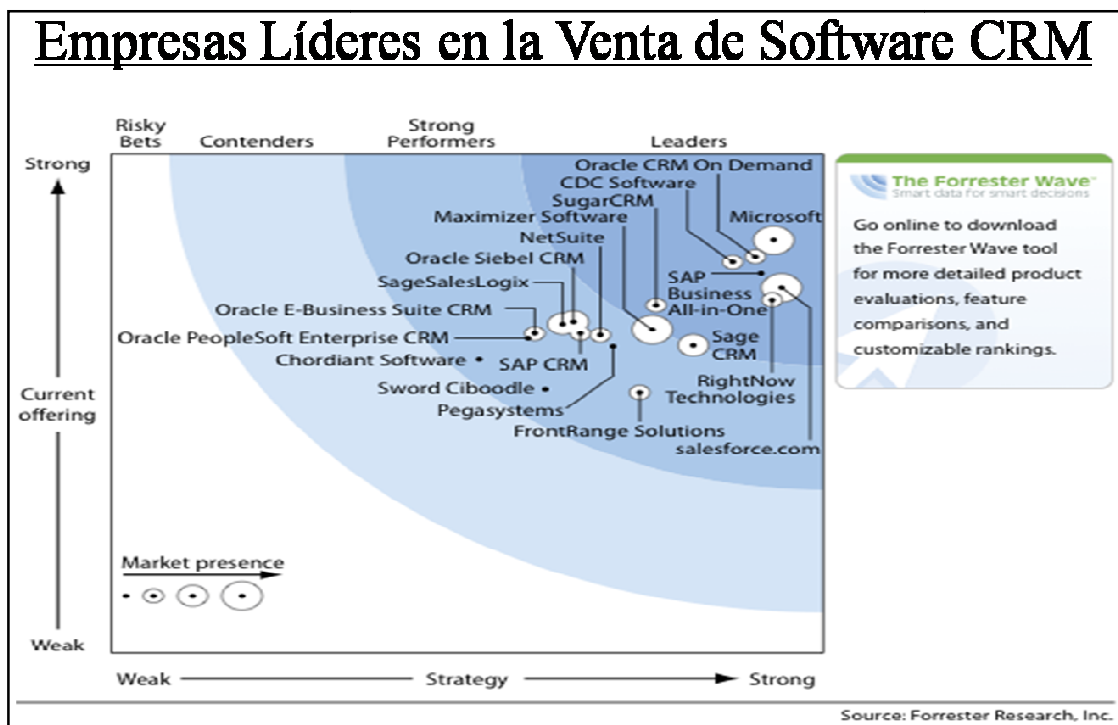 Empresas Líderes en la Venta de Software CRM
Risky
Bets
Contenders
Strong
Performers
Leaders
Strong
Oracle CRM On Demand
CDC Software
SugarCRM
Maximizer Software
Microsoft
NetSuite
Oracle Siebel CRM
SAP
Business
All-in-One
SageSalesLogix
Oracle E-Business Suite CRM
Oracle PeopleSoft Enterprise CRM
Sage
CRM
Chordiant Software
SAP CRM
Sword Ciboodle
RightNow
Technologies
Pegasystems
FrontRange Solutions
salesforce.com
Current
offering
Market presence
Weak
Weak
Strategy
Strong
The Forrester Wave™
Smart data for smart decisions
Go online to download
the Forrester Wave tool
for more detailed product
evaluations, feature
comparisons, and
customizable rankings.
Source: Forrester Research, Inc.